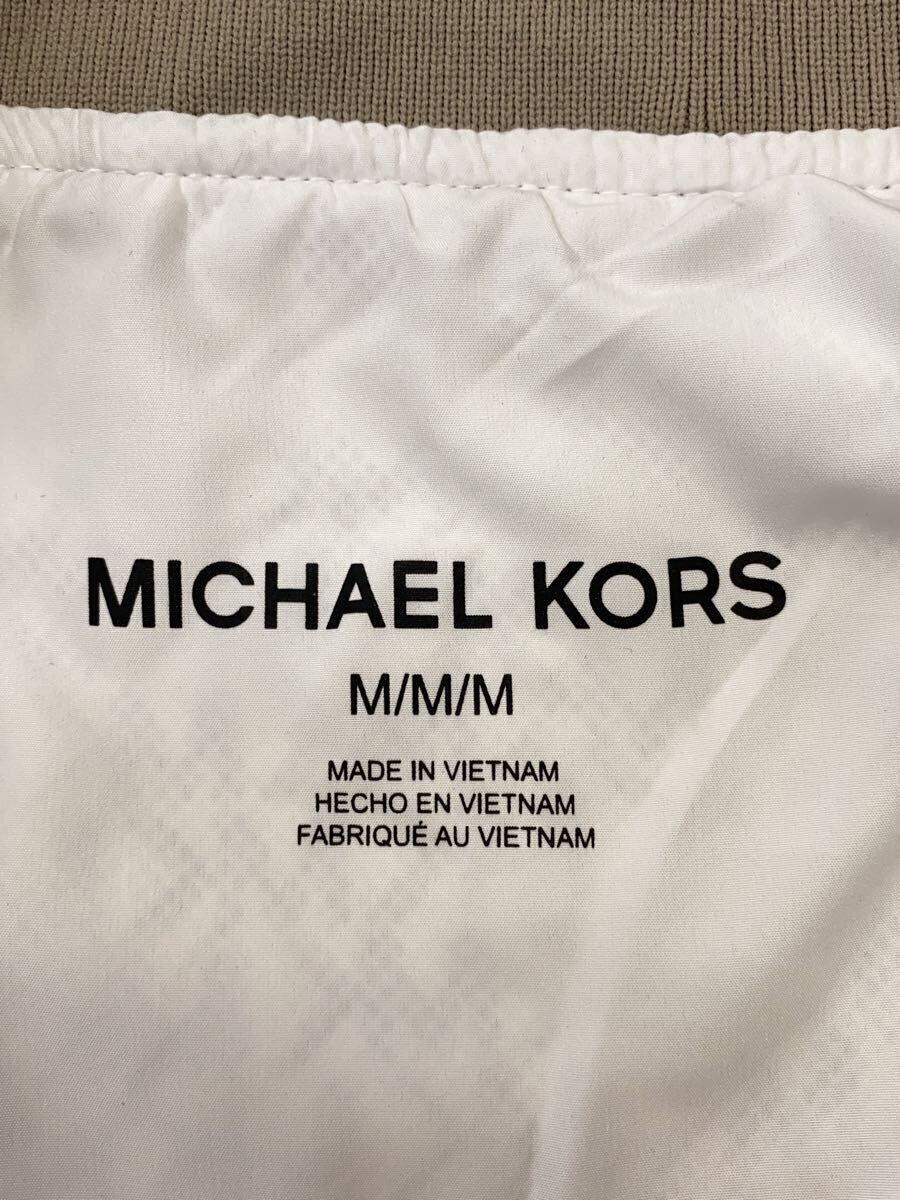 MICHAEL KORS
M/M/M
MADE IN VIETNAM
HECHO EN VIETNAM
FABRIQUÉ AU VIETNAM